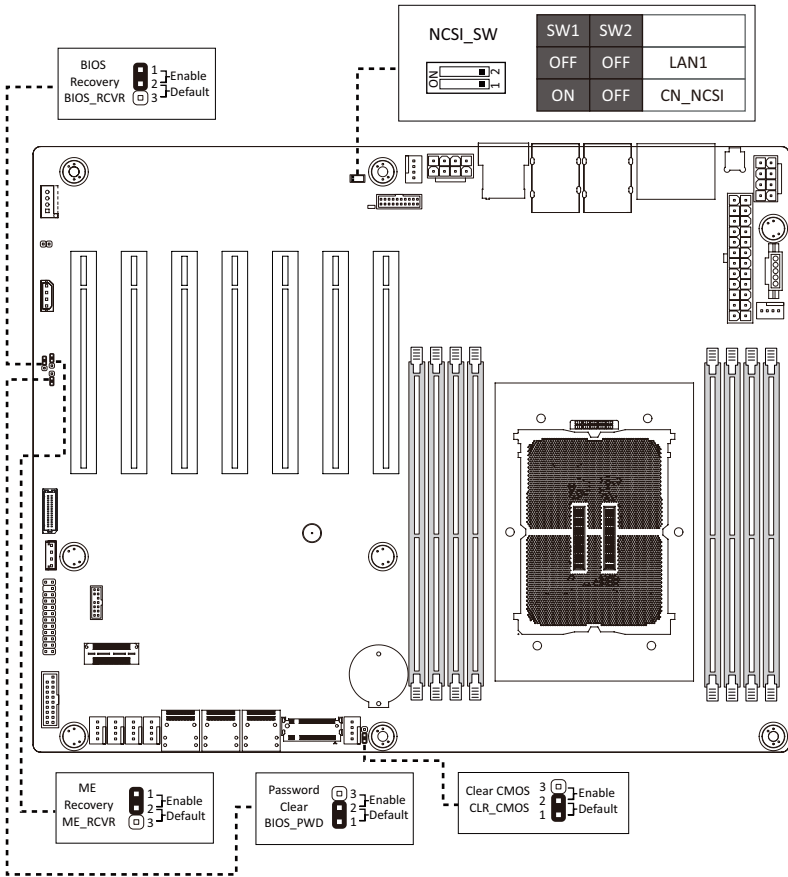 NCSI_SW
ON
2
1
SW1 SW2
OFF OFF LAN1
ON OFF CN_NCSI
BIOS
Recovery
BIOS_RCVR
1
2
3
Enable
Default
ME
Recovery
ME_RCVR
1
2
3
Enable
Default
Password
Clear
BIOS_PWD
3
2
1
Enable
Default
Clear CMOS
CLR_CMOS
3
2
1
Enable
Default